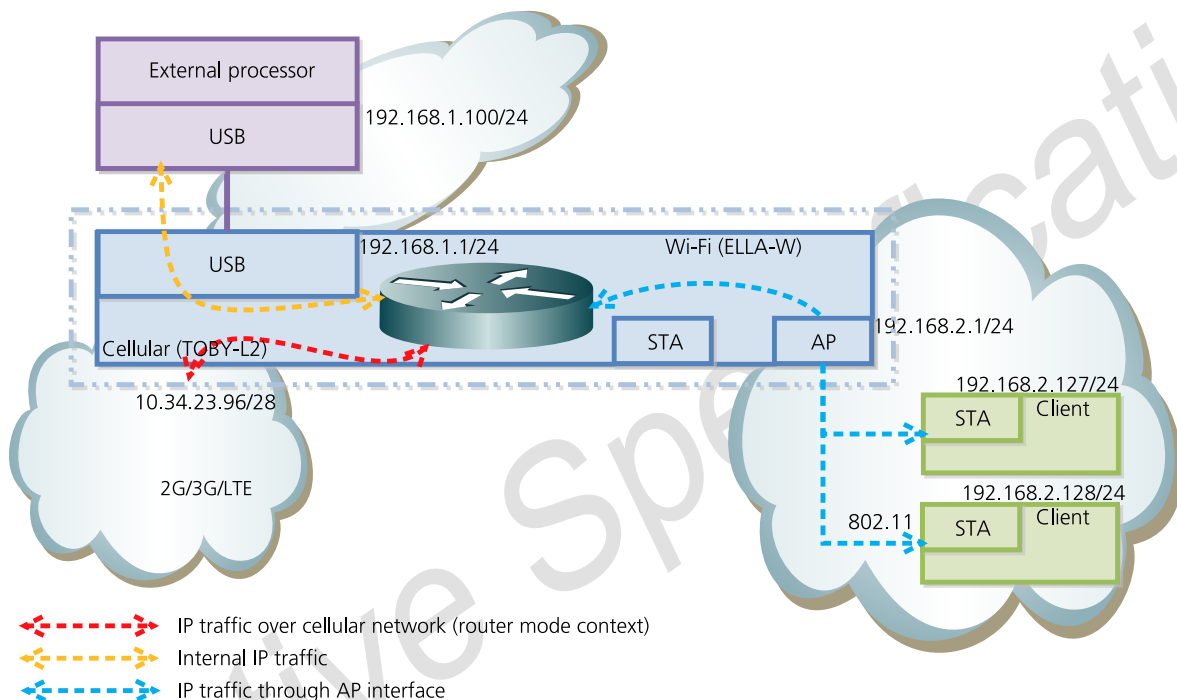 External processor
USB
192.168.1.100/24
192.168.1.1/24
Wi-Fi (ELLA-W)
USB
Cellular (TOBY-L2)
STA
AP
192.168.2.1/24
10.34.23.96/28
2G/3G/LTE
192.168.2.127/24
STA
Client
192.168.2.128/24
802.11
STA
Client
IP traffic over cellular network (router mode context)
Internal IP traffic
IP traffic through AP interface